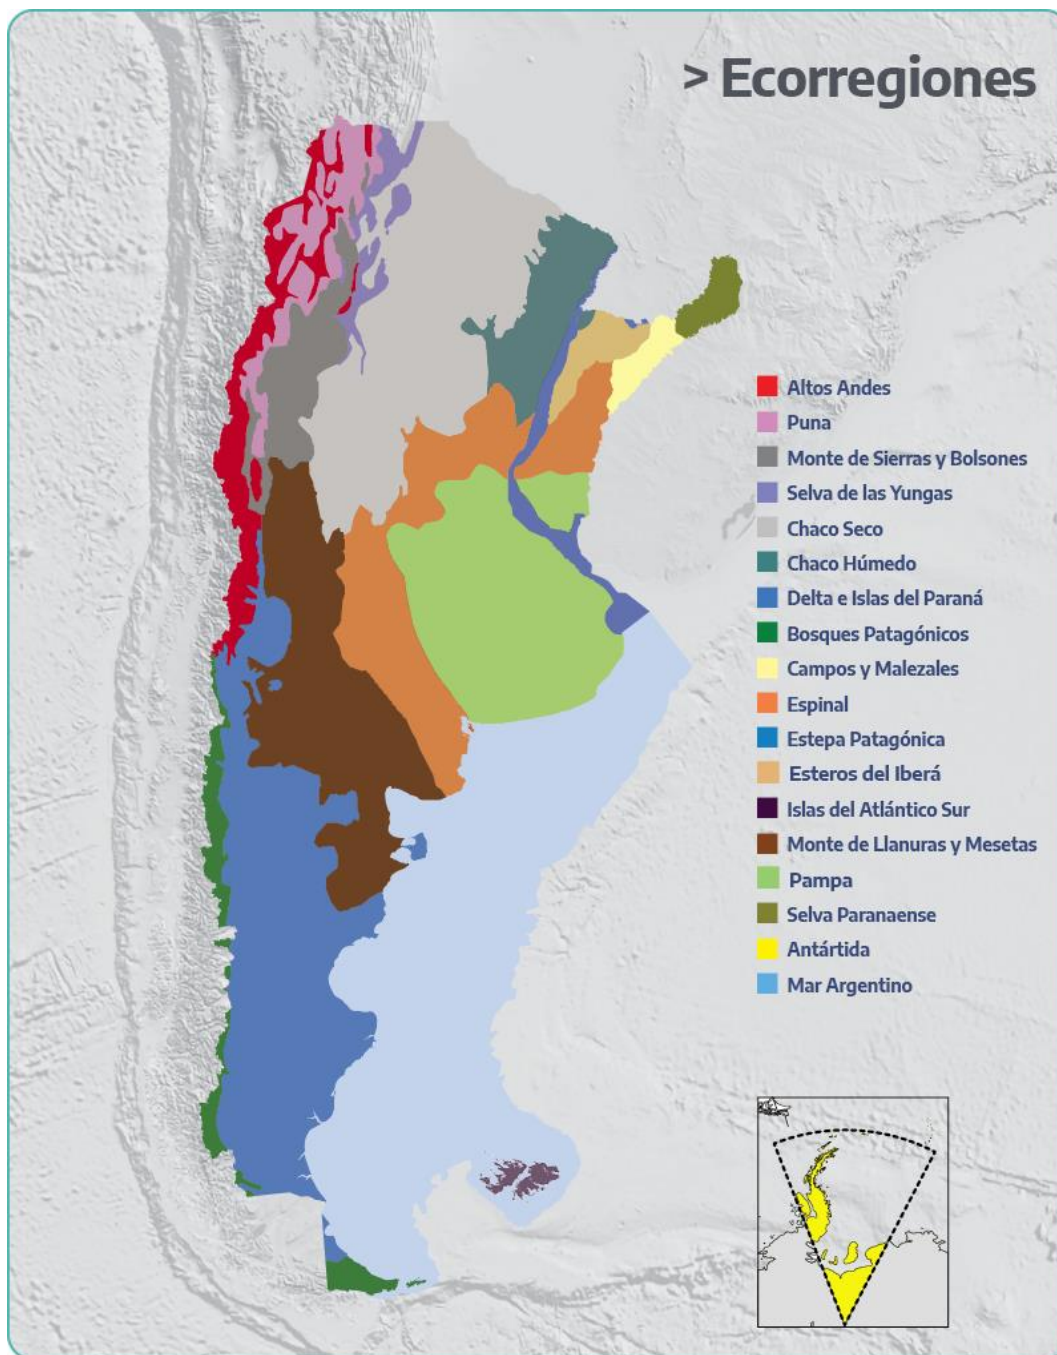 > Ecorregiones
Altos Andes
Puna
Monte de Sierras y Bolsones
Selva de las Yungas
Chaco Seco
Chaco Húmedo
Delta e Islas del Paraná
Bosques Patagónicos
Campos y Malezales
Espinal
Estepa Patagónica
Esteros del Iberá
Islas del Atlántico Sur
Monte de Llanuras y Mesetas
Pampa
Selva Paranaense
Antártida
Mar Argentino